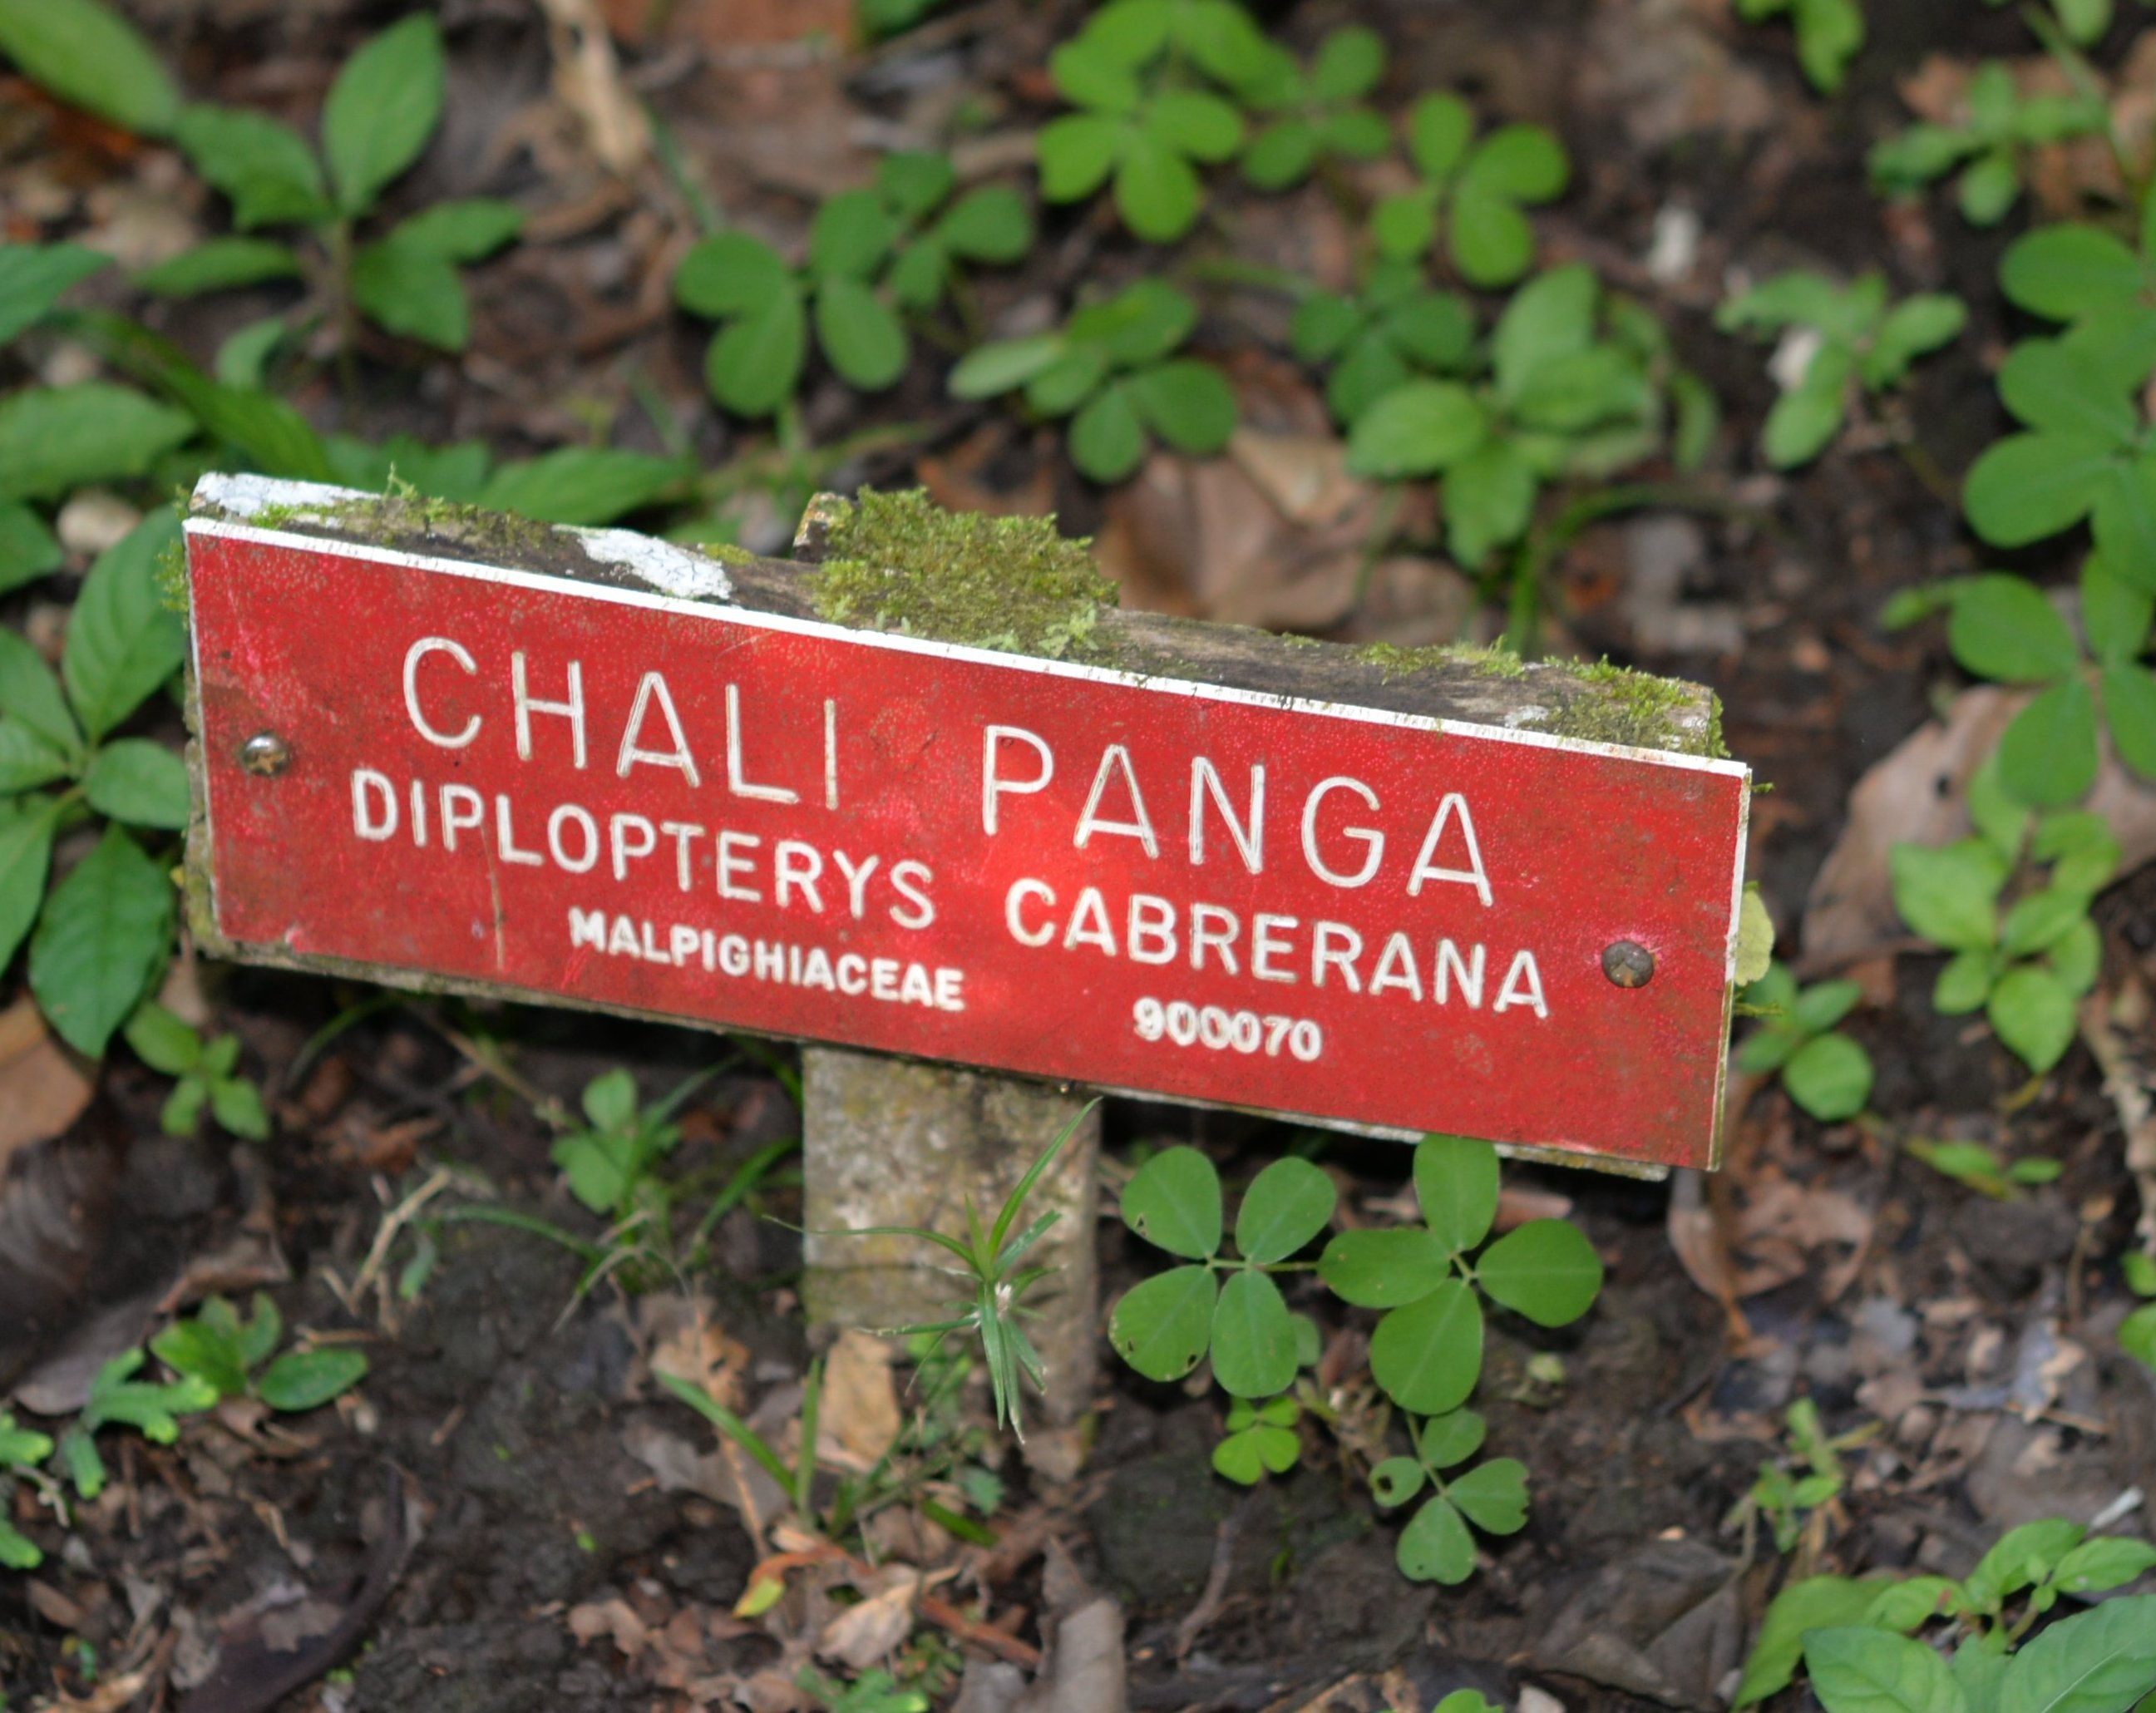 CHALI PANGA
DIPLOPTERYS CABRERANA
MALPIGHIACEAE 900070